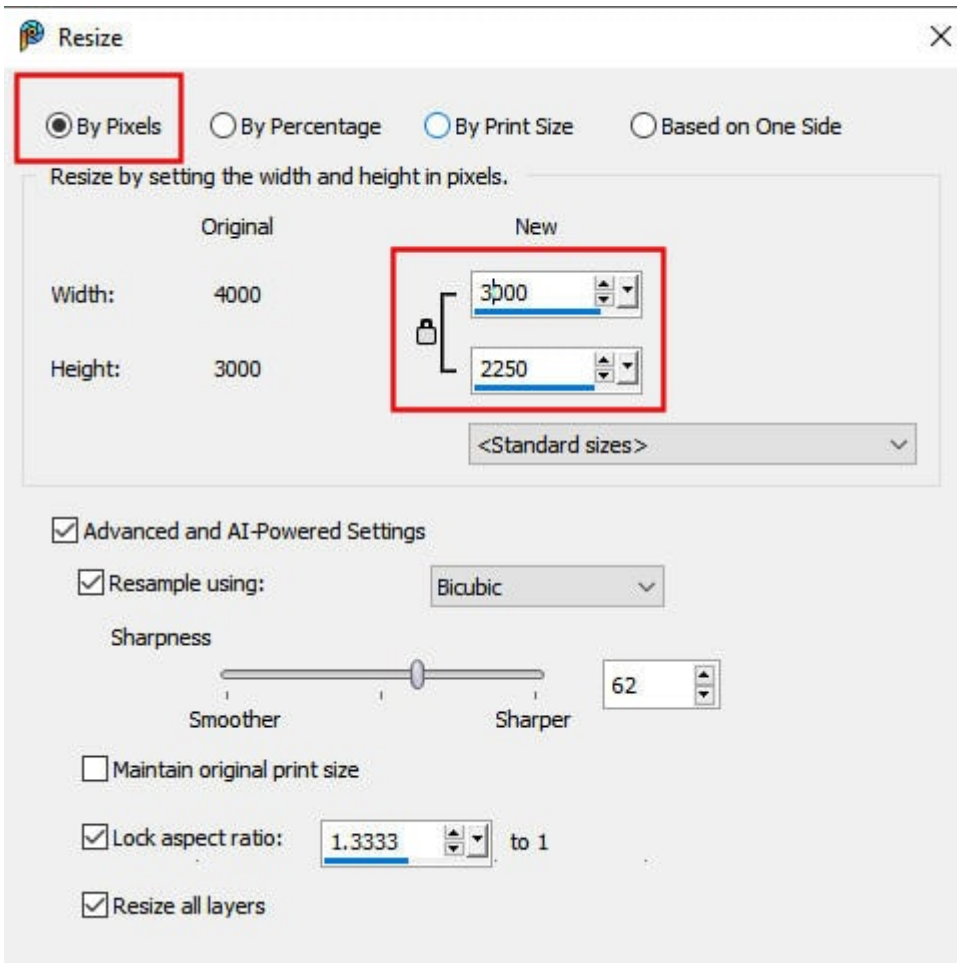 Resize
By Pixels By Percentage By Print Size Based on One Side
Resize by setting the width and height in pixels.
Original New
Width: 4000 3000
Height: 3000 2250
<Standard sizes>
Advanced and AI-Powered Settings
Resample using: Bicubic
Sharpness
62
Smoother Sharper
Maintain original print size
Lock aspect ratio: 1.3333 to 1
Resize all layers